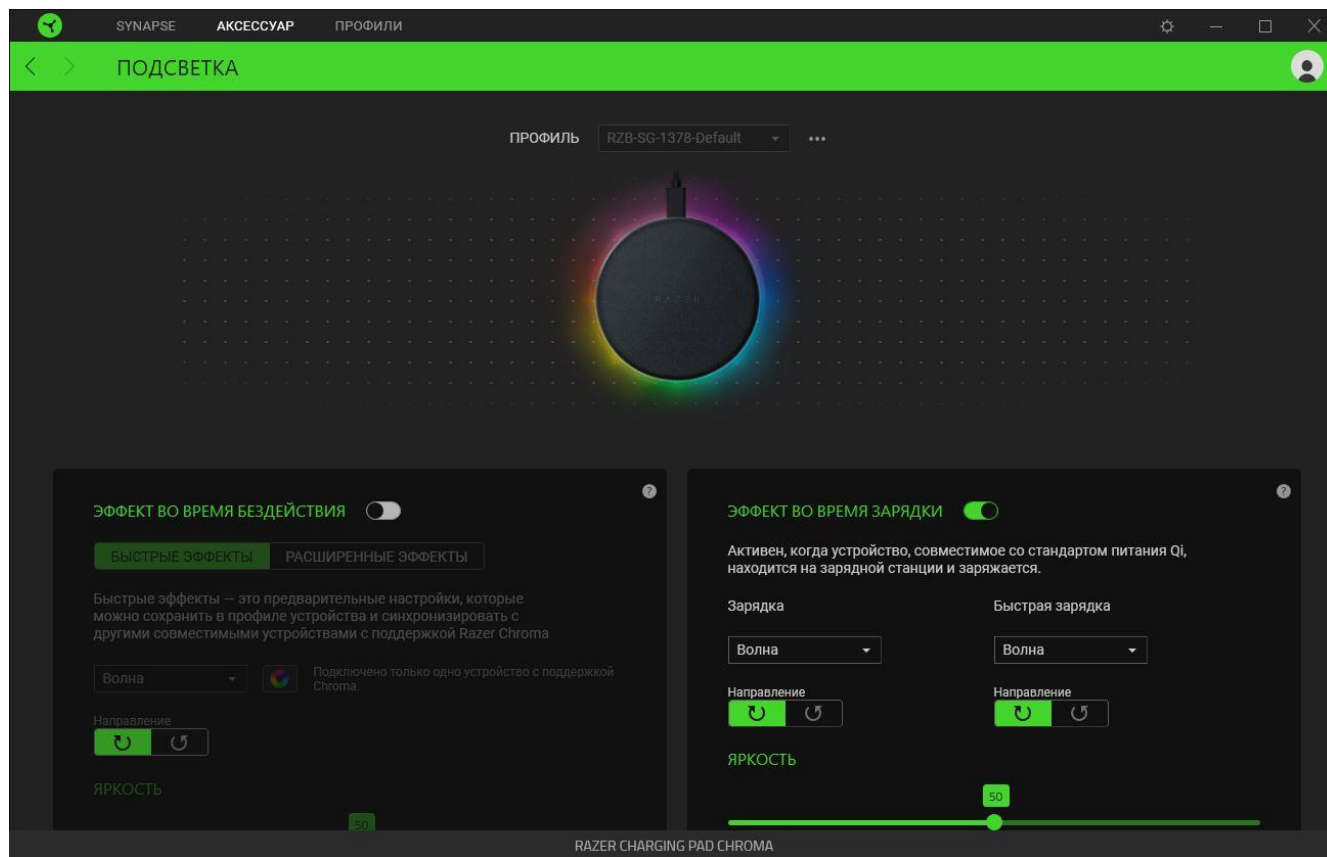 SYNAPSE АКСЕССУАР ПРОФИЛИ
ПОДСВЕТКА
ПРОФИЛЬ RZB-SG-1378-Default
RAZER
ЭФФЕКТ ВО ВРЕМЯ БЕЗДЕЙСТВИЯ
БЫСТРЫЕ ЭФФЕКТЫ РАСШИРЕННЫЕ ЭФФЕКТЫ
Быстрые эффекты — это предварительные настройки, которые
можно сохранить в профиле устройства и синхронизировать с
другими совместимыми устройствами с поддержкой Razer Chroma
Волна
Подключено только одно устройство с поддержкой
Chroma.
Направление
ЯРКОСТЬ
50
ЭФФЕКТ ВО ВРЕМЯ ЗАРЯДКИ
Активен, когда устройство, совместимое со стандартом питания Qi,
находится на зарядной станции и заряжается.
Зарядка Быстрая зарядка
Волна Волна
Направление Направление
ЯРКОСТЬ
50
RAZER CHARGING PAD CHROMA